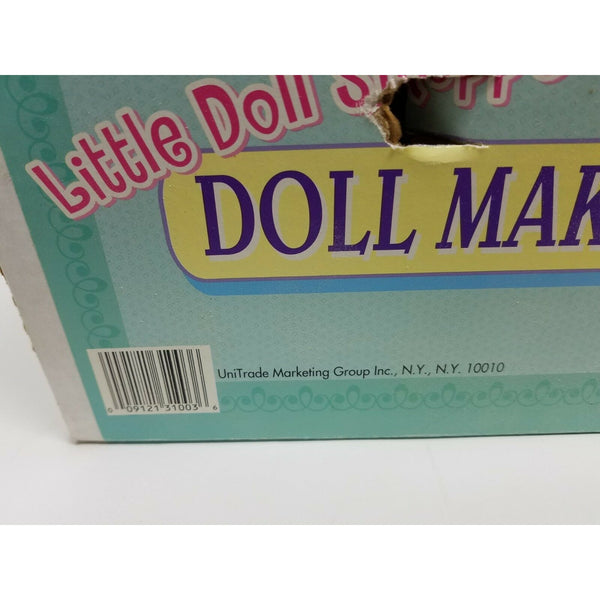 Little Doll
DOLL MAK
UniTrade Marketing Group Inc., N.Y., N.Y. 10010
0 09121 31003 6